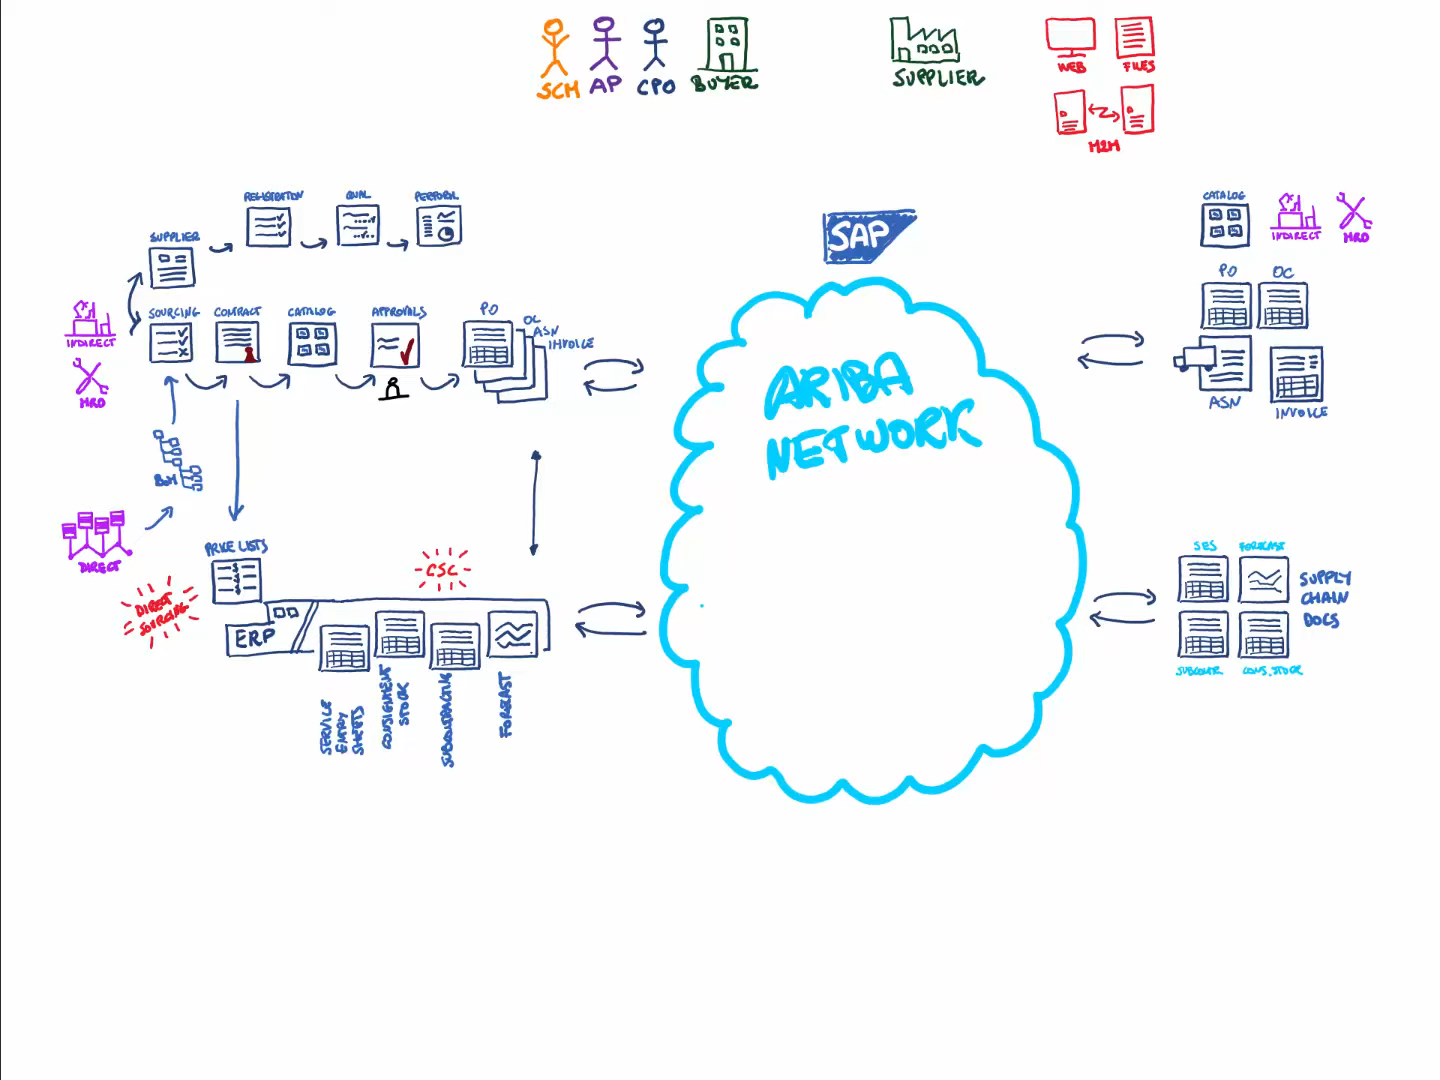 SCM
AP
CPO
BUYER
SUPPLIER
WEB
FILES
M2M
REGISTRATION
QUAL
PERFORM.
SUPPLIER
SAP
CATALOG
INDIRECT
MRO
PO
OC
ASN
INVOICE
INDIRECT
MRO
SOURCING
CONTRACT
CATALOG
APPROVALS
PO
OC
ASN
INVOICE
ARIBA
NETWORK
BOM
DIRECT
DIRECT
SOURCING
PRICE LISTS
CSC
ERP
SERVICE
ENTRY
SHEETS
CONSIGNMENT
STOCK
SUBCONTRACTING
FORECAST
SES
FORECAST
SUPPLY
CHAIN
DOCS
SUBCONTR
CONS. STOCK